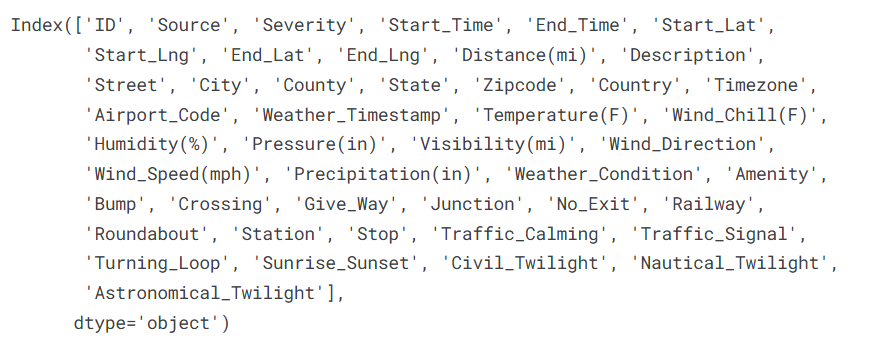 Index(['ID', 'Source', 'Severity', 'Start_Time', 'End_Time', 'Start_Lat',
'Start_Lng', 'End_Lat', 'End_Lng', 'Distance(mi)', 'Description',
'Street', 'City', 'County', 'State', 'Zipcode', 'Country', 'Timezone',
'Airport_Code', 'Weather_Timestamp', 'Temperature(F)', 'Wind_Chill(F)',
'Humidity(%)', 'Pressure(in)', 'Visibility(mi)', 'Wind_Direction',
'Wind_Speed(mph)', 'Precipitation(in)', 'Weather_Condition', 'Amenity',
'Bump', 'Crossing', 'Give_Way', 'Junction', 'No_Exit', 'Railway',
'Roundabout', 'Station', 'Stop', 'Traffic_Calming', 'Traffic_Signal',
'Turning_Loop', 'Sunrise_Sunset', 'Civil_Twilight', 'Nautical_Twilight',
'Astronomical_Twilight'],
dtype='object')